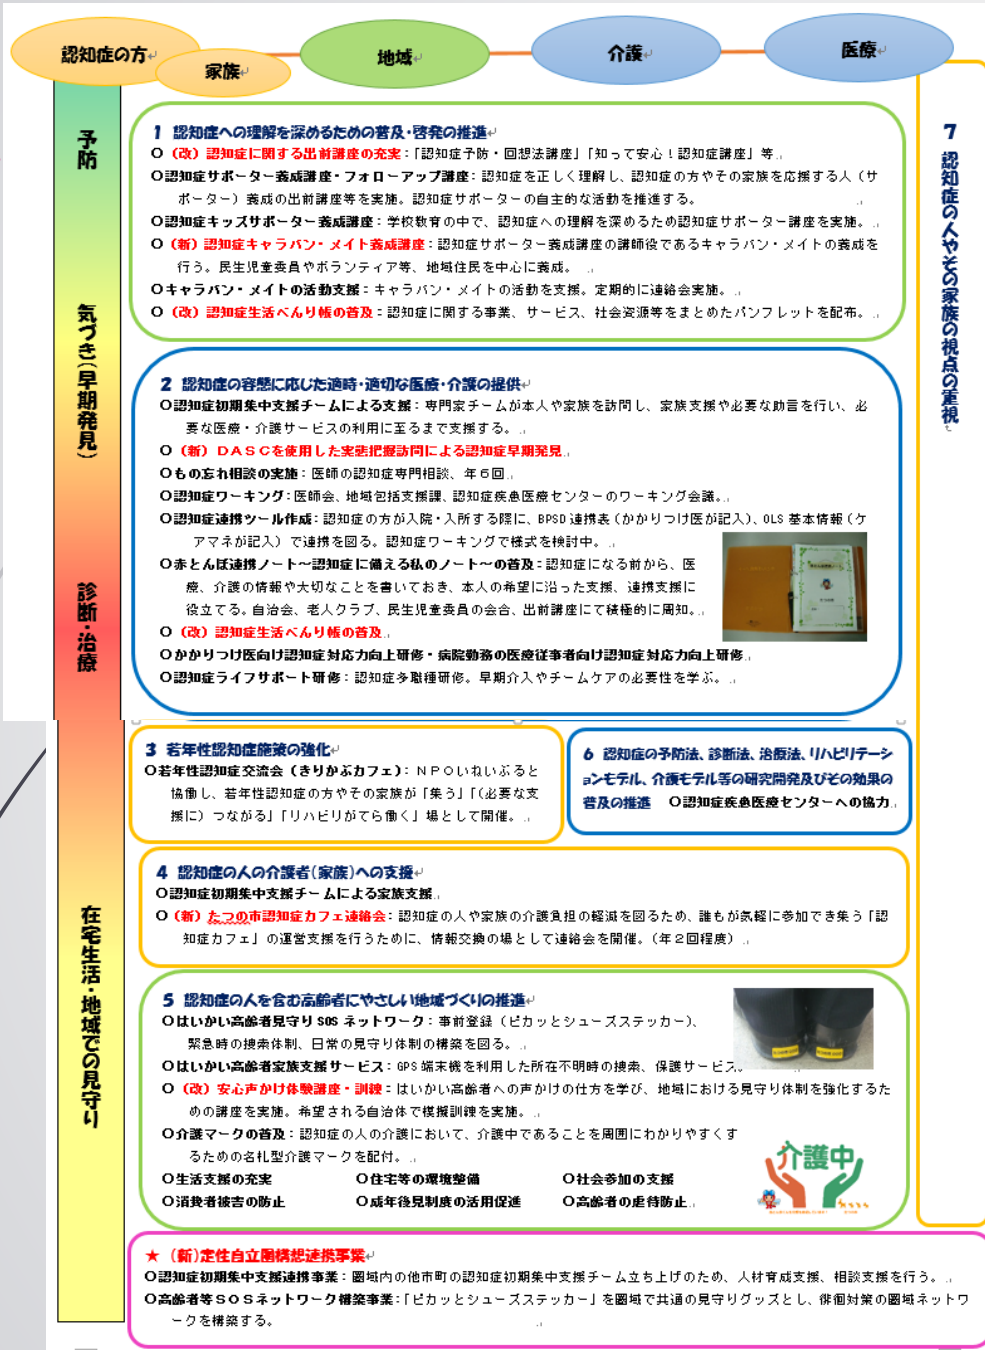 認知症の方
家族
地域
介護
医療
予防
気づき(早期発見)
診断・治療
在宅生活・地域での見守り
1 認知症への理解を深めるための普及・啓発の推進
○（改）認知症に関する出前講座の充実：「認知症予防・回想法講座」「知って安心！認知症講座」等
○認知症サポーター養成講座・フォローアップ講座：認知症を正しく理解し、認知症の方やその家族を応援する人（サ
ポーター）養成の出前講座等を実施。認知症サポーターの自主的な活動を推進する。
○認知症キッズサポーター養成講座：学校教育の中で、認知症への理解を深めるため認知症サポーター講座を実施。
○（新）認知症キャラバン・メイト養成講座：認知症サポーター養成講座の講師役であるキャラバン・メイトの養成を
行う。民生児童委員やボランティア等、地域住民を中心に養成。
○キャラバン・メイトの活動支援：キャラバン・メイトの活動を支援。定期的に連絡会実施。
○（改）認知症生活べんり帳の普及：認知症に関する事業、サービス、社会資源等をまとめたパンフレットを配布。
2 認知症の容態に応じた適時・適切な医療・介護の提供
○認知症初期集中支援チームによる支援：専門家チームが本人や家族を訪問し、家族支援や必要な助言を行い、必
要な医療・介護サービスの利用に至るまで支援する。
○（新）DASCを使用した実態把握訪問による認知症早期発見
○もの忘れ相談の実施：医師の認知症専門相談、年６回
○認知症ワーキング：医師会、地域包括支援課、認知症疾患医療センターのワーキング会議。
○認知症連携ツール作成：認知症の方が入院・入所する際に、BPSD連携表（かかりつけ医が記入）、OLS基本情報（ケ
アマネが記入）で連携を図る。認知症ワーキングで様式を検討中。
○赤とんぼ連携ノート～認知症に備える私のノート～の普及：認知症になる前から、医
療、介護の情報や大切なことを書いておき、本人の希望に沿った支援、連携支援に
役立てる。自治会、老人クラブ、民生児童委員の会合、出前講座にて積極的に周知。
○（改）認知症生活べんり帳の普及
○かかりつけ医向け認知症対応力向上研修・病院勤務の医療従事者向け認知症対応力向上研修
○認知症ライフサポート研修：認知症多職種研修。早期介入やチームケアの必要性を学ぶ。
3 若年性認知症施策の強化
○若年性認知症交流会（きりかぶカフェ）：NPOいねいぶると
協働し、若年性認知症の方やその家族が「集う」「（必要な支
援に）つながる」「リハビリがてら働く」場として開催。
6 認知症の予防法、診断法、治療法、リハビリテーシ
ョンモデル、介護モデル等の研究開発及びその効果の
普及の推進　○認知症疾患医療センターへの協力
4 認知症の人の介護者(家族)への支援
○認知症初期集中支援チームによる家族支援
○（新）たつの市認知症カフェ連絡会：認知症の人や家族の介護負担の軽減を図るため、誰もが気軽に参加でき集う「認
知症カフェ」の運営支援を行うために、情報交換の場として連絡会を開催。（年２回程度）
5 認知症の人を含む高齢者にやさしい地域づくりの推進
○はいかい高齢者見守りSOSネットワーク：事前登録（ピカッとシューズステッカー）、
緊急時の捜索体制、日常の見守り体制の構築を図る。
○はいかい高齢者家族支援サービス：GPS端末機を利用した所在不明時の捜索、保護サービス。
○（改）安心声かけ体験講座・訓練：はいかい高齢者への声かけの仕方を学び、地域における見守り体制を強化するた
めの講座を実施。希望される自治体で模擬訓練を実施。
○介護マークの普及：認知症の人の介護において、介護中であることを周囲にわかりやすくす
るための名札型介護マークを配付。
○生活支援の充実　○住宅等の環境整備　○社会参加の支援
○消費者被害の防止　○成年後見制度の活用促進　○高齢者の虐待防止
介護中
★（新)定住自立圏構想連携事業
○認知症初期集中支援連携事業：圏域内の他市町の認知症初期集中支援チーム立ち上げのため、人材育成支援、相談支援を行う。
○高齢者等SOSネットワーク構築事業：「ピカッとシューズステッカー」を圏域で共通の見守りグッズとし、徘徊対策の圏域ネットワ
ークを構築する。
7 認知症の人やその家族の視点の重視